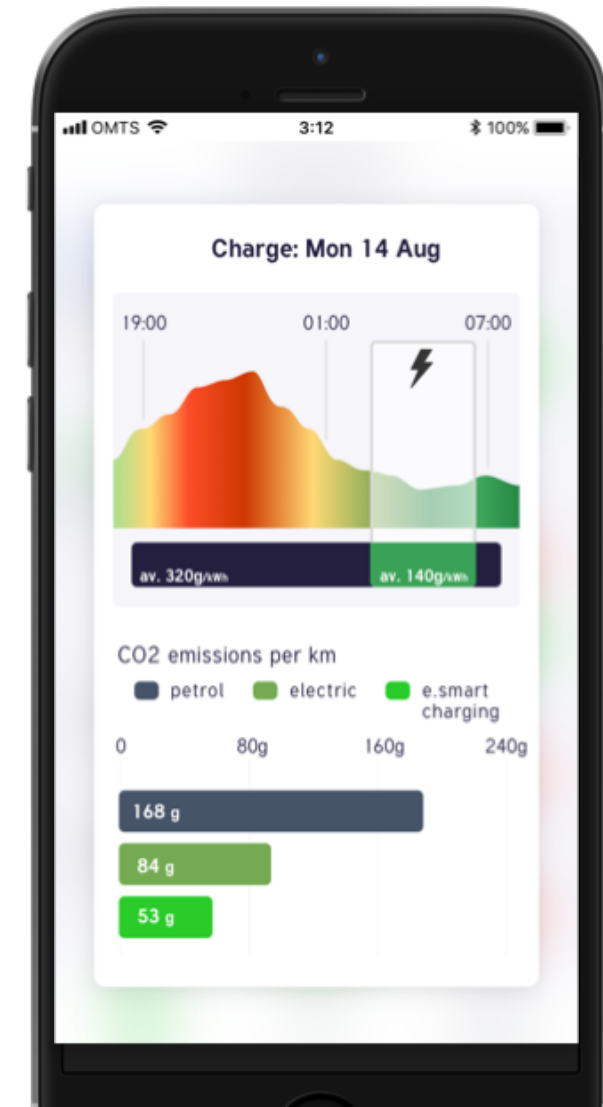 OMTS 3:12 100%
Charge: Mon 14 Aug
19:00 01:00 07:00
av. 320g/kWh av. 140g/kWh
CO2 emissions per km
petrol electric e.smart
charging
0 80g 160g 240g
168 g
84 g
53 g